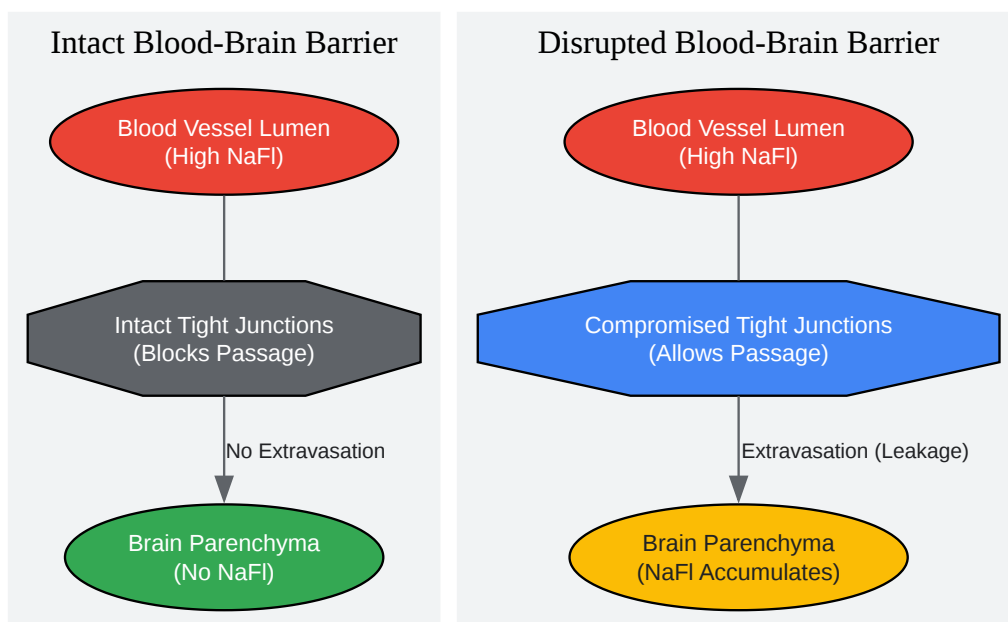 Intact Blood-Brain Barrier
Blood Vessel Lumen
(High NaFl)
Intact Tight Junctions
(Blocks Passage)
No Extravasation
Brain Parenchyma
(No NaFl)
Disrupted Blood-Brain Barrier
Blood Vessel Lumen
(High NaFl)
Compromised Tight Junctions
(Allows Passage)
Extravasation (Leakage)
Brain Parenchyma
(NaFl Accumulates)